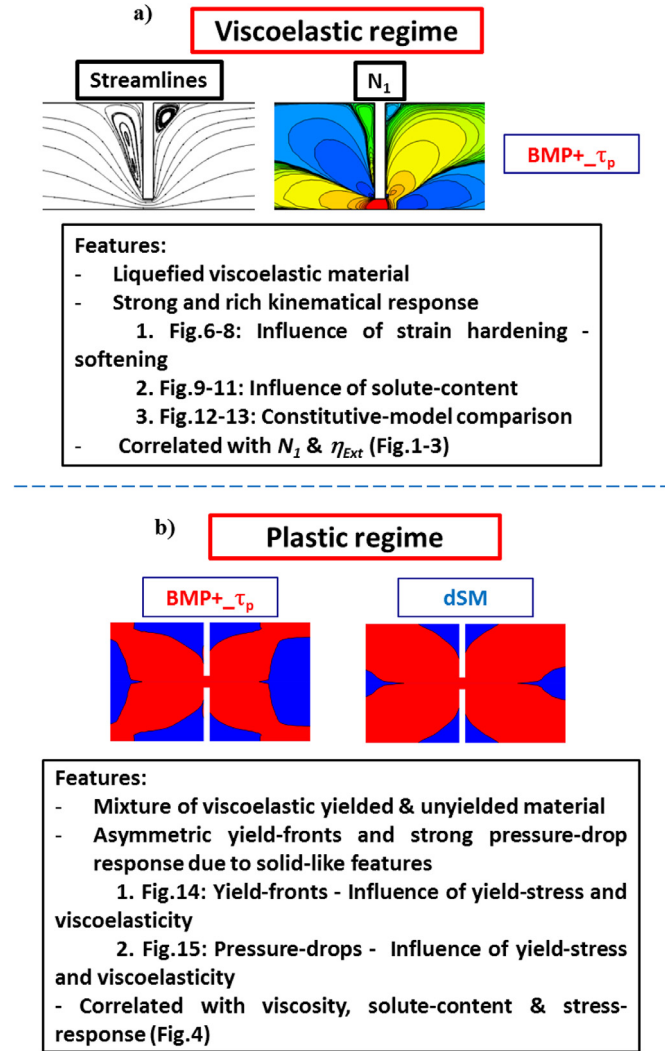 a)
Viscoelastic regime
Streamlines
N1
BMP+_τp
Features:
- Liquefied viscoelastic material
- Strong and rich kinematical response
1. Fig.6-8: Influence of strain hardening -
softening
2. Fig.9-11: Influence of solute-content
3. Fig.12-13: Constitutive-model comparison
- Correlated with N1 & ηExt (Fig.1-3)
b)
Plastic regime
BMP+_τp
dSM
Features:
- Mixture of viscoelastic yielded & unyielded material
- Asymmetric yield-fronts and strong pressure-drop
response due to solid-like features
1. Fig.14: Yield-fronts - Influence of yield-stress and
viscoelasticity
2. Fig.15: Pressure-drops - Influence of yield-stress
and viscoelasticity
- Correlated with viscosity, solute-content & stress-
response (Fig.4)